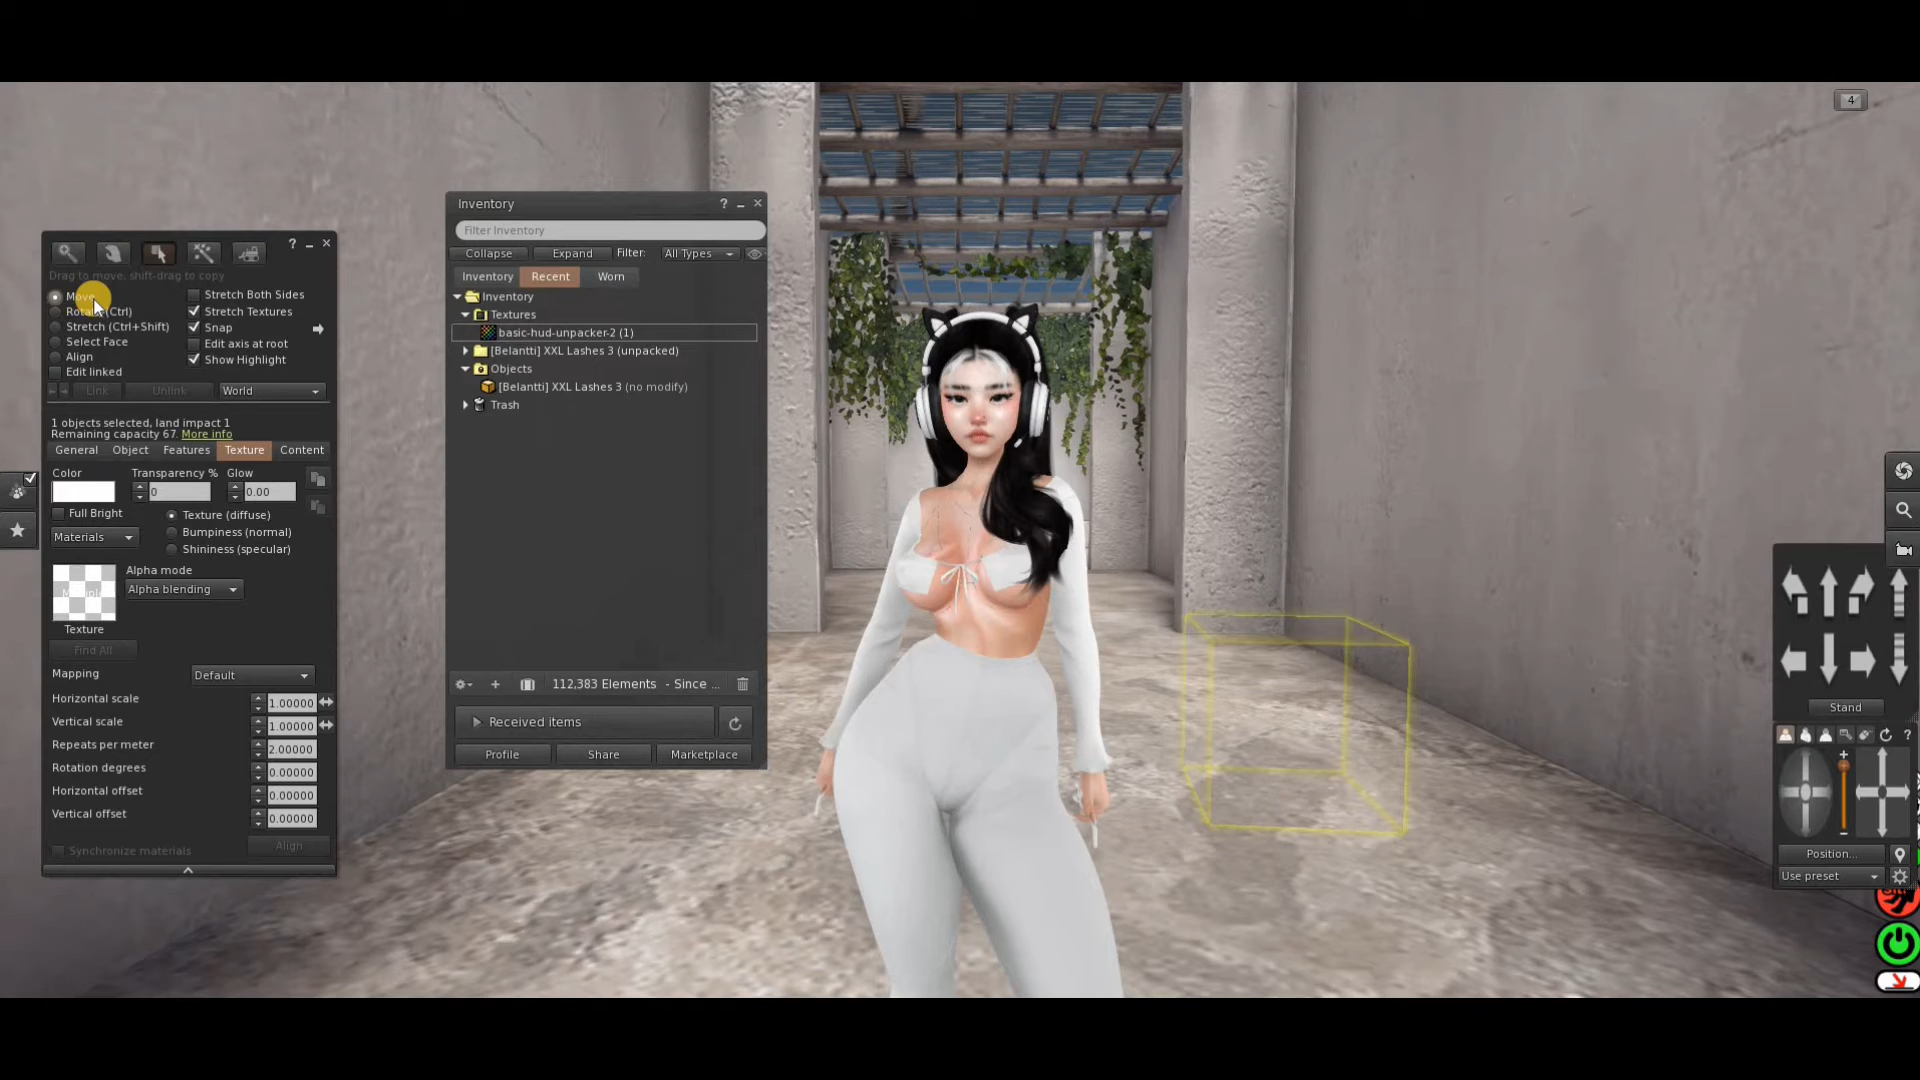 4
Inventory
Filter Inventory
Collapse Expand Filter: All Types
Inventory Recent Worn
Inventory
Textures
basic-hud-unpacker-2 (1)
[Belantti] XXL Lashes 3 (unpacked)
Objects
[Belantti] XXL Lashes 3 (no modify)
Trash
112,383 Elements - Since ...
Received items
Profile Share Marketplace
Drag to move, shift-drag to copy
Move
Stretch Both Sides
(Ctrl)
Stretch Textures
Stretch (Ctrl+Shift)
Snap
Select Face
Edit axis at root
Align
Show Highlight
Edit linked
Link Unlink World
1 objects selected, land impact 1
Remaining capacity 67. More info
General Object Features Texture Content
Color Transparency % Glow
0 0.00
Full Bright
Texture (diffuse)
Materials
Bumpiness (normal)
Shininess (specular)
Alpha mode
Alpha blending
Texture
Find All
Mapping Default
Horizontal scale 1.00000
Vertical scale 1.00000
Repeats per meter 2.00000
Rotation degrees 0.00000
Horizontal offset 0.00000
Vertical offset 0.00000
Synchronize materials Align
Stand
Position...
Use preset